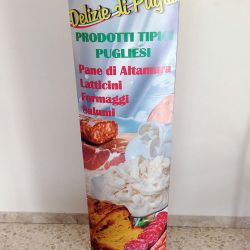 Delizie di Puglia
PRODOTTI TIPICI
PUGLIESI
Pane di Altamura
Latticini
Formaggi
Salumi